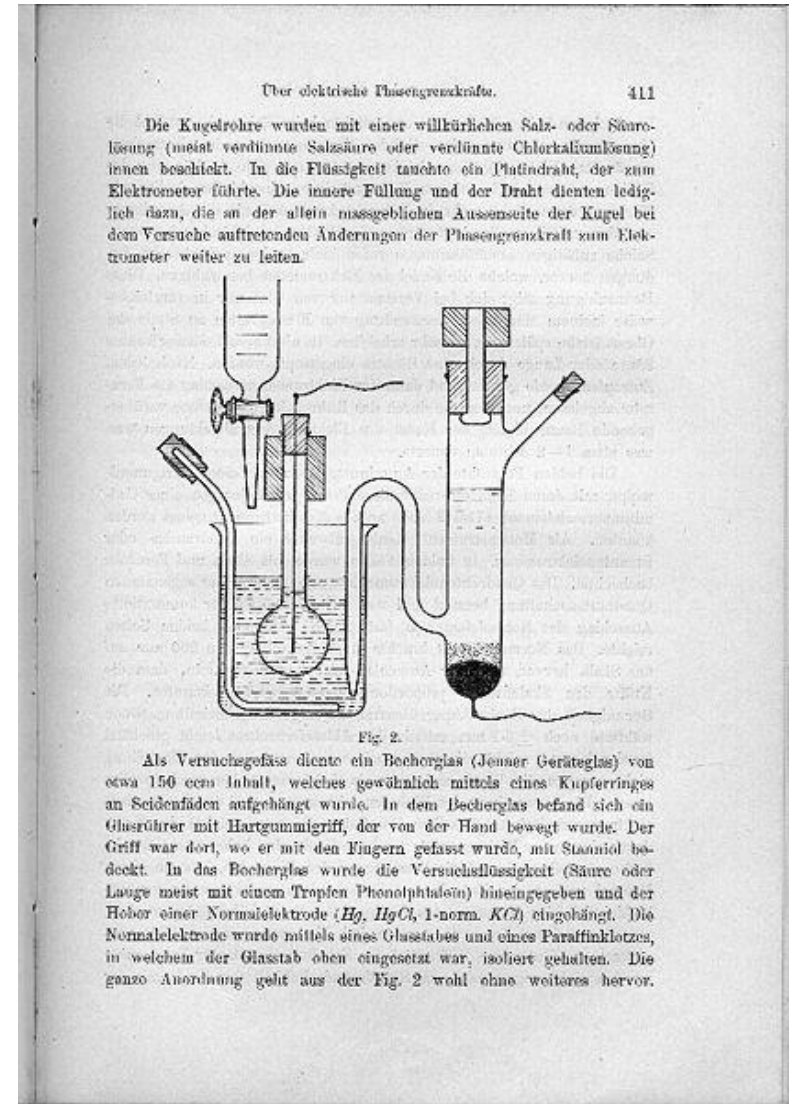 Über elektrische Phasengrenzkräfte. 411
Die Kugelrohre wurden mit einer willkürlichen Salz- oder Säure-
lösung (meist verdünnte Salzsäure oder verdünnte Chlorkaliumlösung)
innen beschickt. In die Flüssigkeit tauchte ein Platindraht, der zum
Elektrometer führte. Die innere Füllung und der Draht dienten ledig-
lich dazu, die an der allein massgeblichen Aussenseite der Kugel bei
dem Versuche auftretenden Änderungen der Phasengrenzkraft zum Elek-
trometer weiter zu leiten.
Fig. 2.
Als Versuchsgefäss diente ein Becherglas (Jenaer Geräteglas) von
etwa 150 ccm Inhalt, welches gewöhnlich mittels eines Kupferringes
an Seidenfäden aufgehängt wurde. In dem Becherglas befand sich ein
Glasrührer mit Hartgummigriff, der von der Hand bewegt wurde. Der
Griff war dort, wo er mit den Fingern gefasst wurde, mit Stanniol be-
deckt. In das Becherglas wurde die Versuchsflüssigkeit (Säure oder
Lauge meist mit einem Tropfen Phenolphtaleïn) hineingegeben und der
Heber einer Normalelektrode (Hg, HgCl, 1-norm. KCl) eingehängt. Die
Normalelektrode wurde mittels eines Glasstabes und eines Paraffinklotzes,
in welchem der Glasstab oben eingesetzt war, isoliert gehalten. Die
ganze Anordnung geht aus der Fig. 2 wohl ohne weiteres hervor.